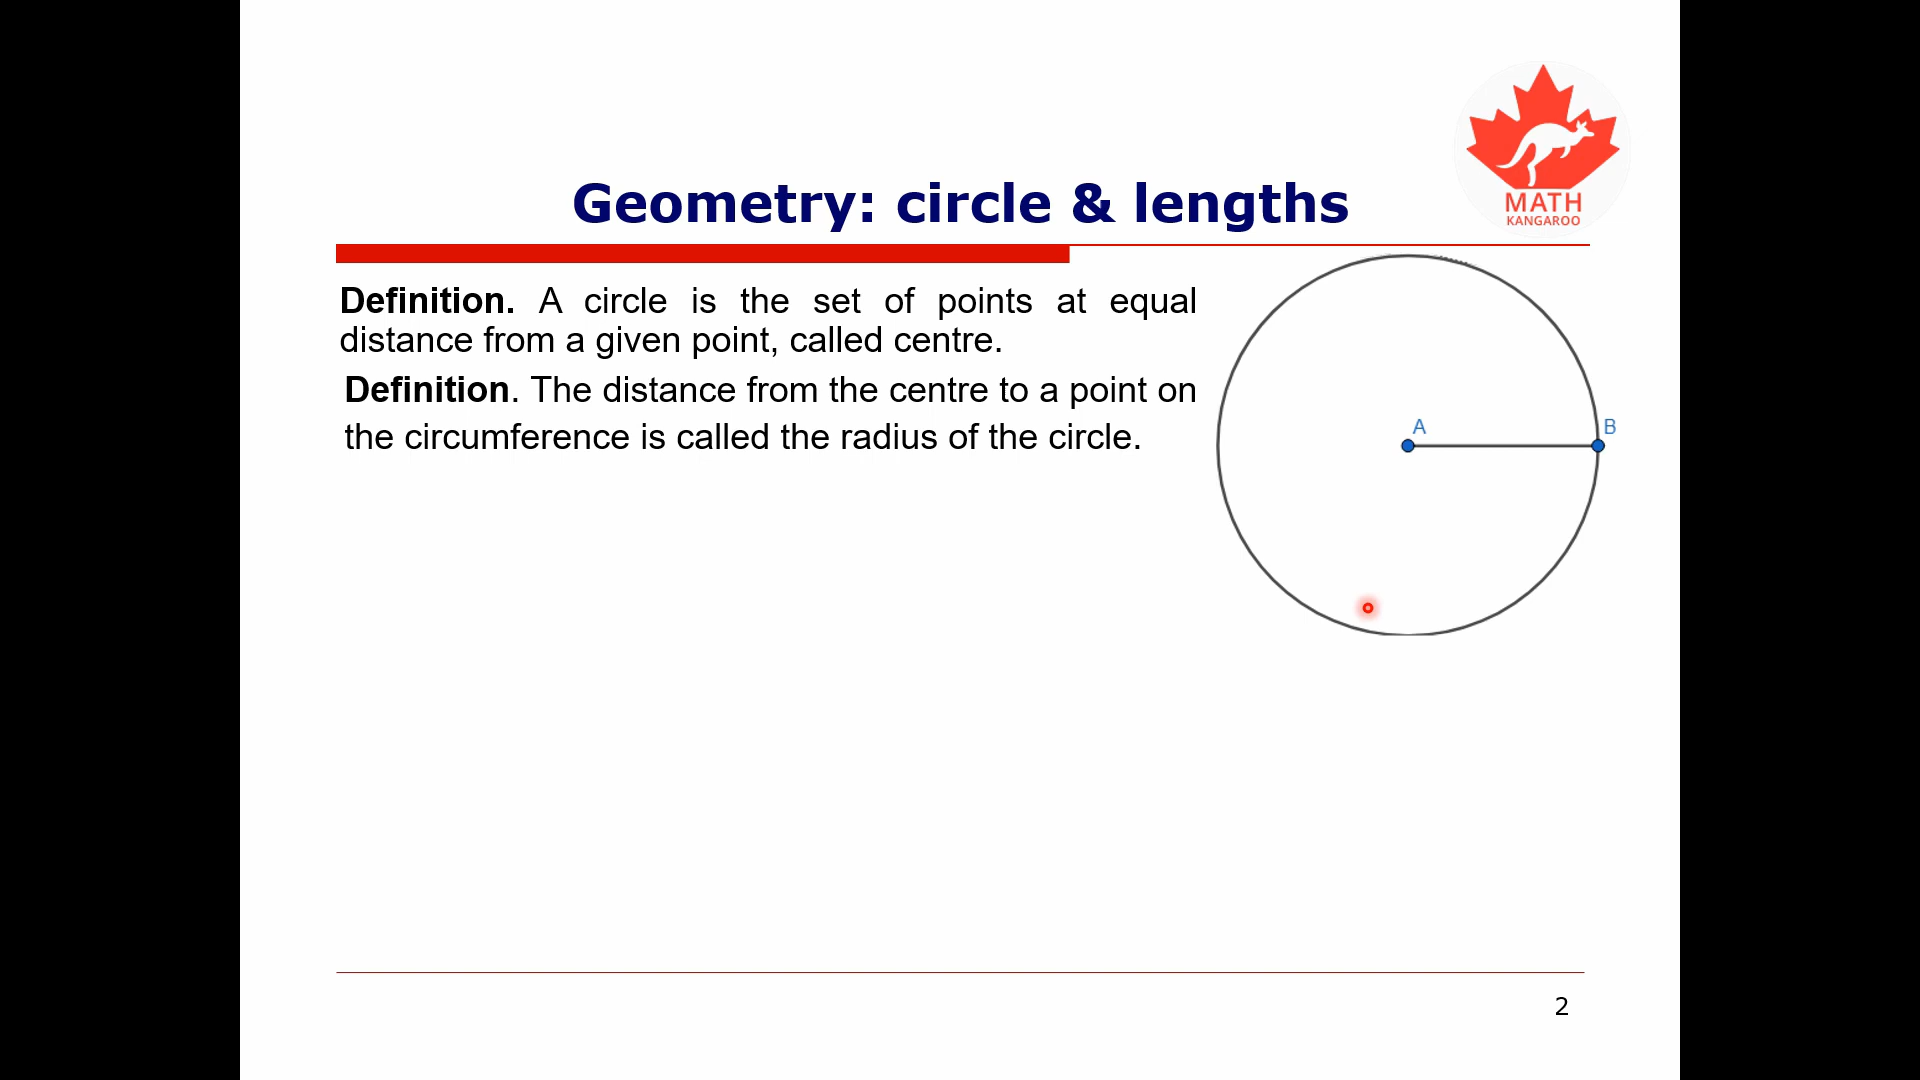 MATH
KANGAROO
Geometry: circle & lengths
Definition. A circle is the set of points at equal
distance from a given point, called centre.
Definition. The distance from the centre to a point on
the circumference is called the radius of the circle.
A
B
2